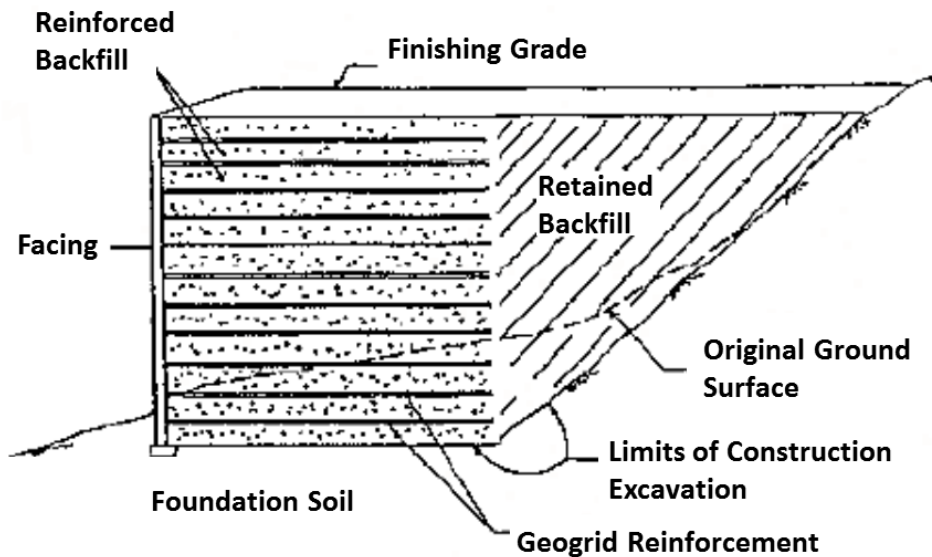 Reinforced
Backfill
Finishing Grade
Retained
Backfill
Facing
Original Ground
Surface
Limits of Construction
Excavation
Foundation Soil
Geogrid Reinforcement